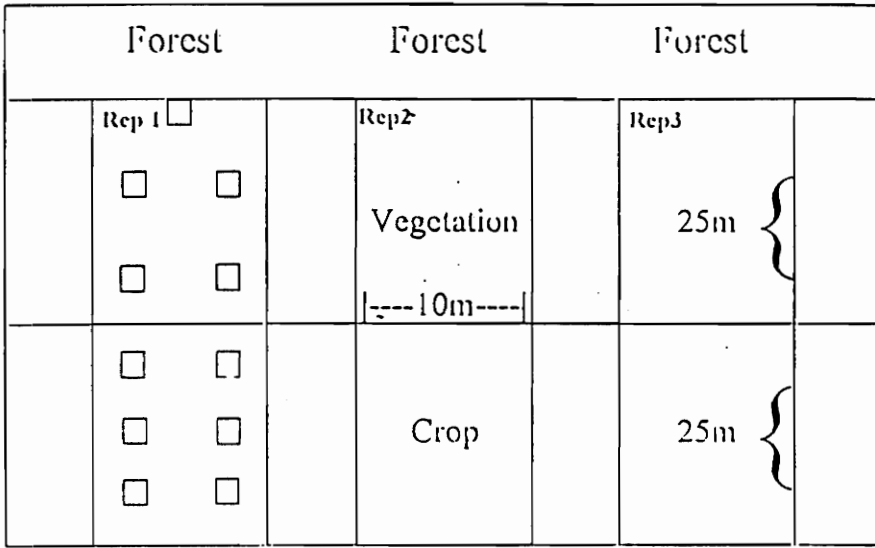 Forest Forest Forest
Rep 1 Rep2 Rep3
Vegetation 25m
|----10m----|
Crop 25m